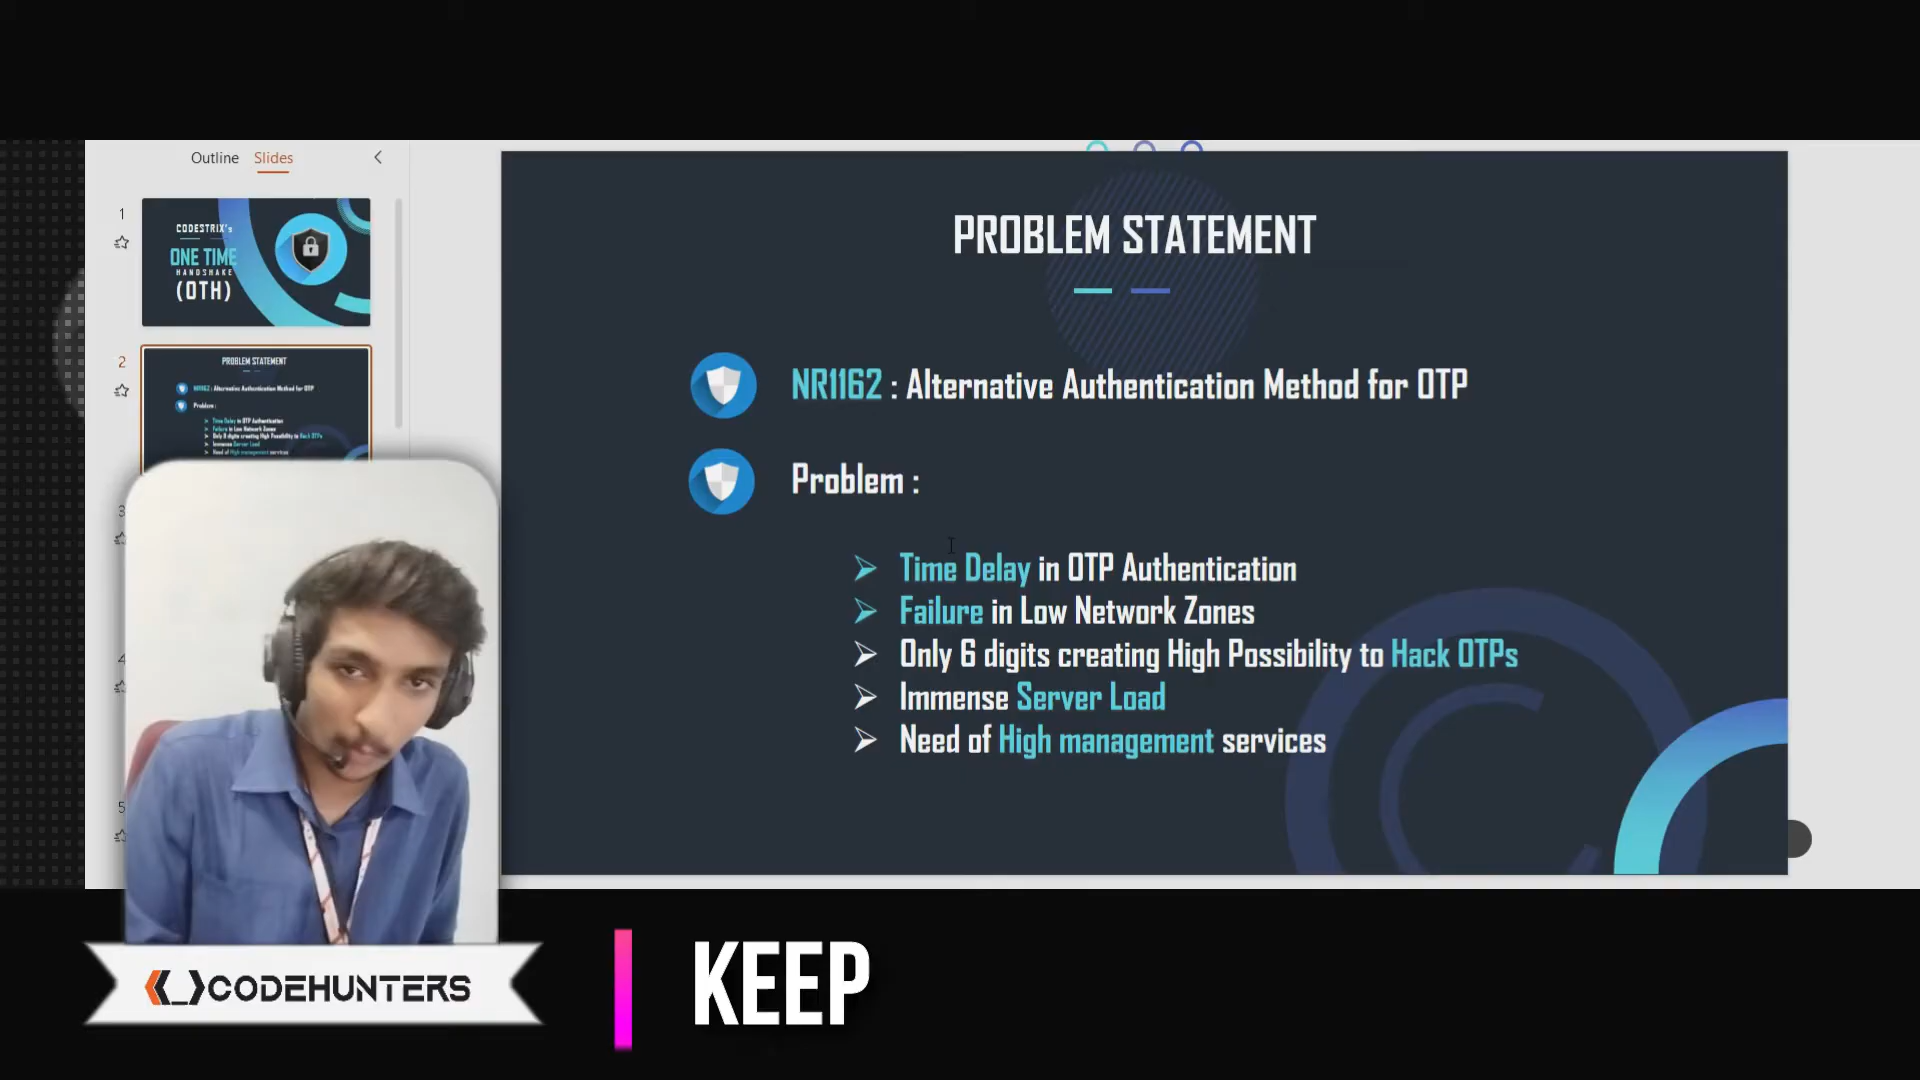 Outline Slides
1
CODESTRIX's
ONE TIME
HANDSHAKE
(OTH)
2
PROBLEM STATEMENT
NR1162 : Alternative Authentication Method for OTP
Problem :
Time Delay in OTP Authentication
Failure in Low Network Zones
Only 6 digits creating High Possibility to Hack OTPs
Immense Server Load
Need of High management services
3
4
5
PROBLEM STATEMENT
NR1162 : Alternative Authentication Method for OTP
Problem :
Time Delay in OTP Authentication
Failure in Low Network Zones
Only 6 digits creating High Possibility to Hack OTPs
Immense Server Load
Need of High management services
CODEHUNTERS
KEEP